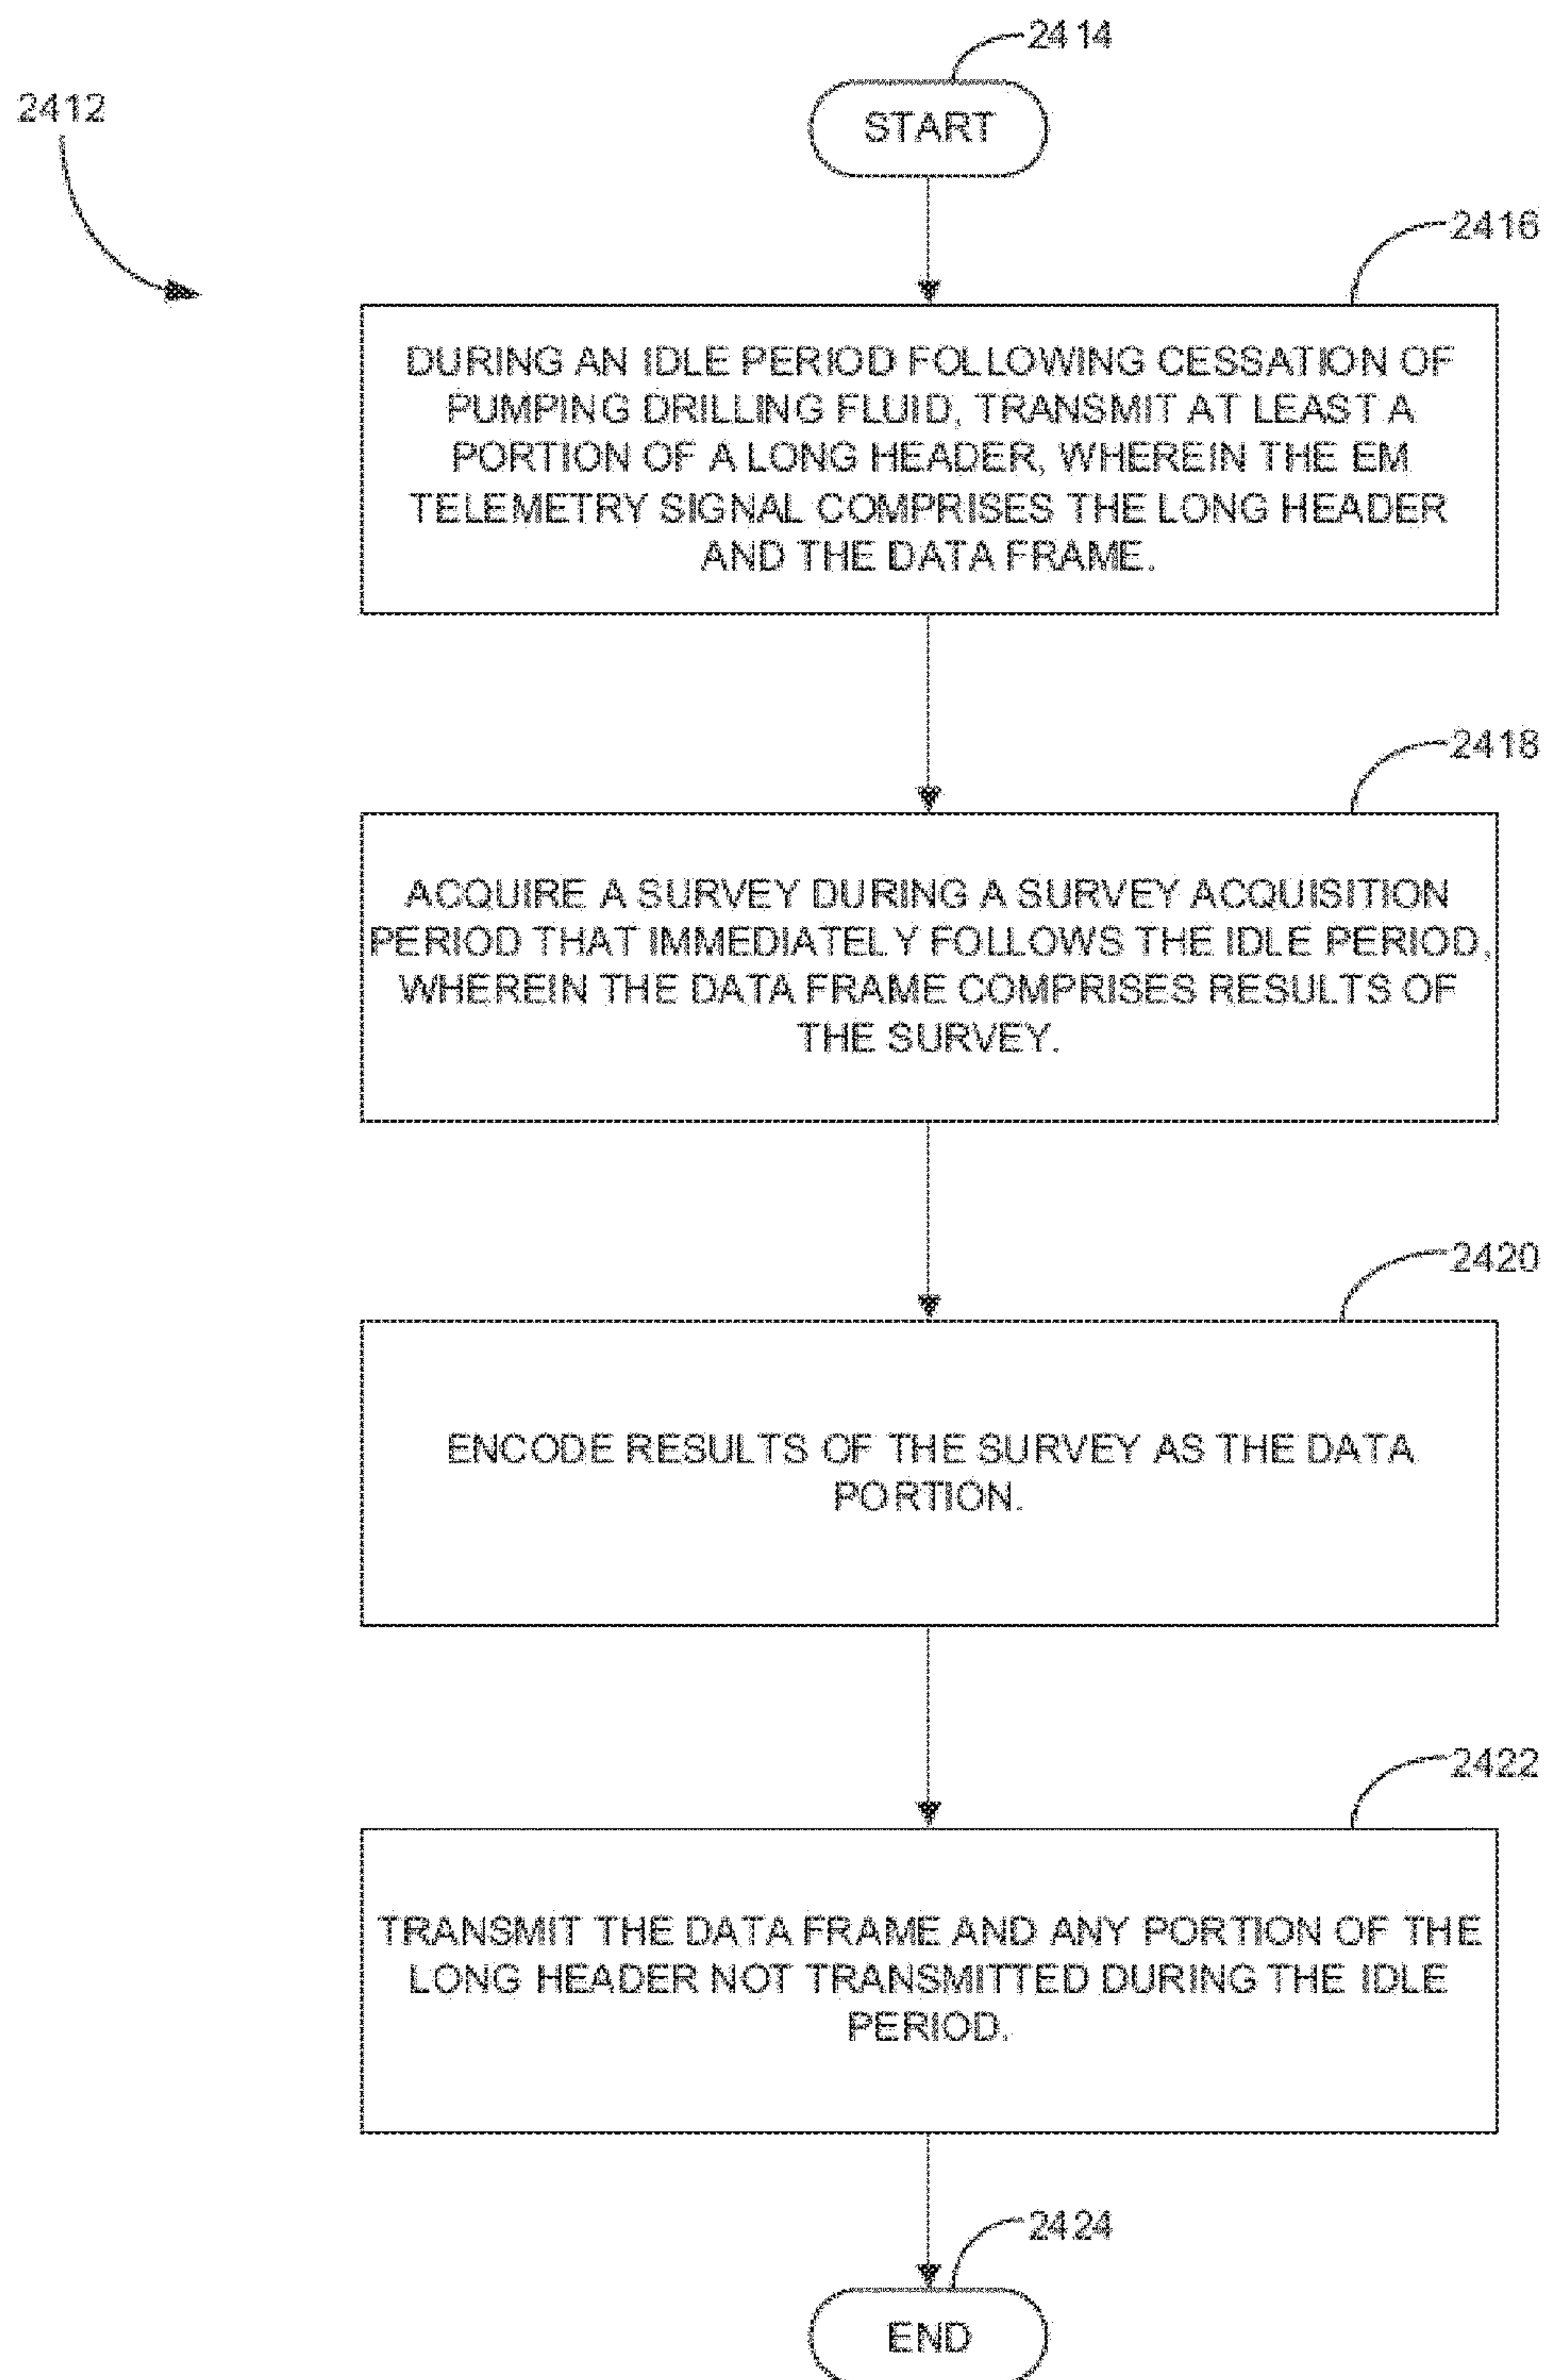 2414
2412
START
2416
DURING AN IDLE PERIOD FOLLOWING CESSATION OF
PUMPING DRILLING FLUID, TRANSMIT AT LEAST A
PORTION OF A LONG HEADER, WHEREIN THE EM
TELEMETRY SIGNAL COMPRISES THE LONG HEADER
AND THE DATA FRAME.
2418
ACQUIRE A SURVEY DURING A SURVEY ACQUISITION
PERIOD THAT IMMEDIATELY FOLLOWS THE IDLE PERIOD,
WHEREIN THE DATA FRAME COMPRISES RESULTS OF
THE SURVEY.
2420
ENCODE RESULTS OF THE SURVEY AS THE DATA
PORTION.
2422
TRANSMIT THE DATA FRAME AND ANY PORTION OF THE
LONG HEADER NOT TRANSMITTED DURING THE IDLE
PERIOD.
2424
END